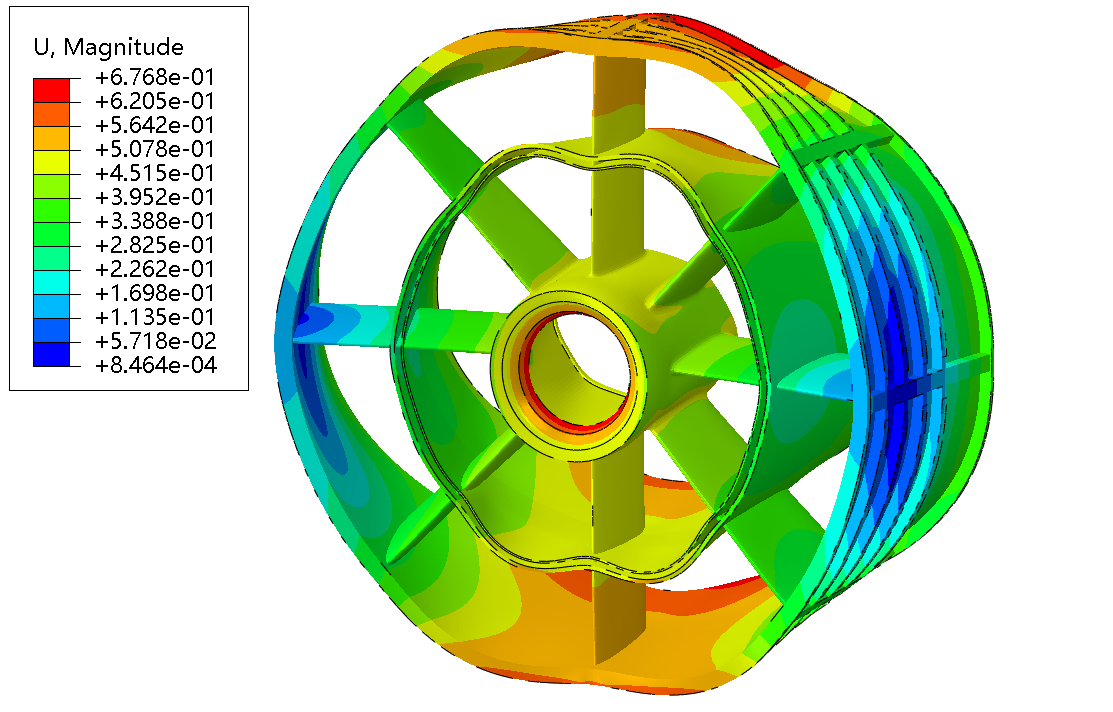 U, Magnitude
+6.768e-01
+6.205e-01
+5.642e-01
+5.078e-01
+4.515e-01
+3.952e-01
+3.388e-01
+2.825e-01
+2.262e-01
+1.698e-01
+1.135e-01
+5.718e-02
+8.464e-04